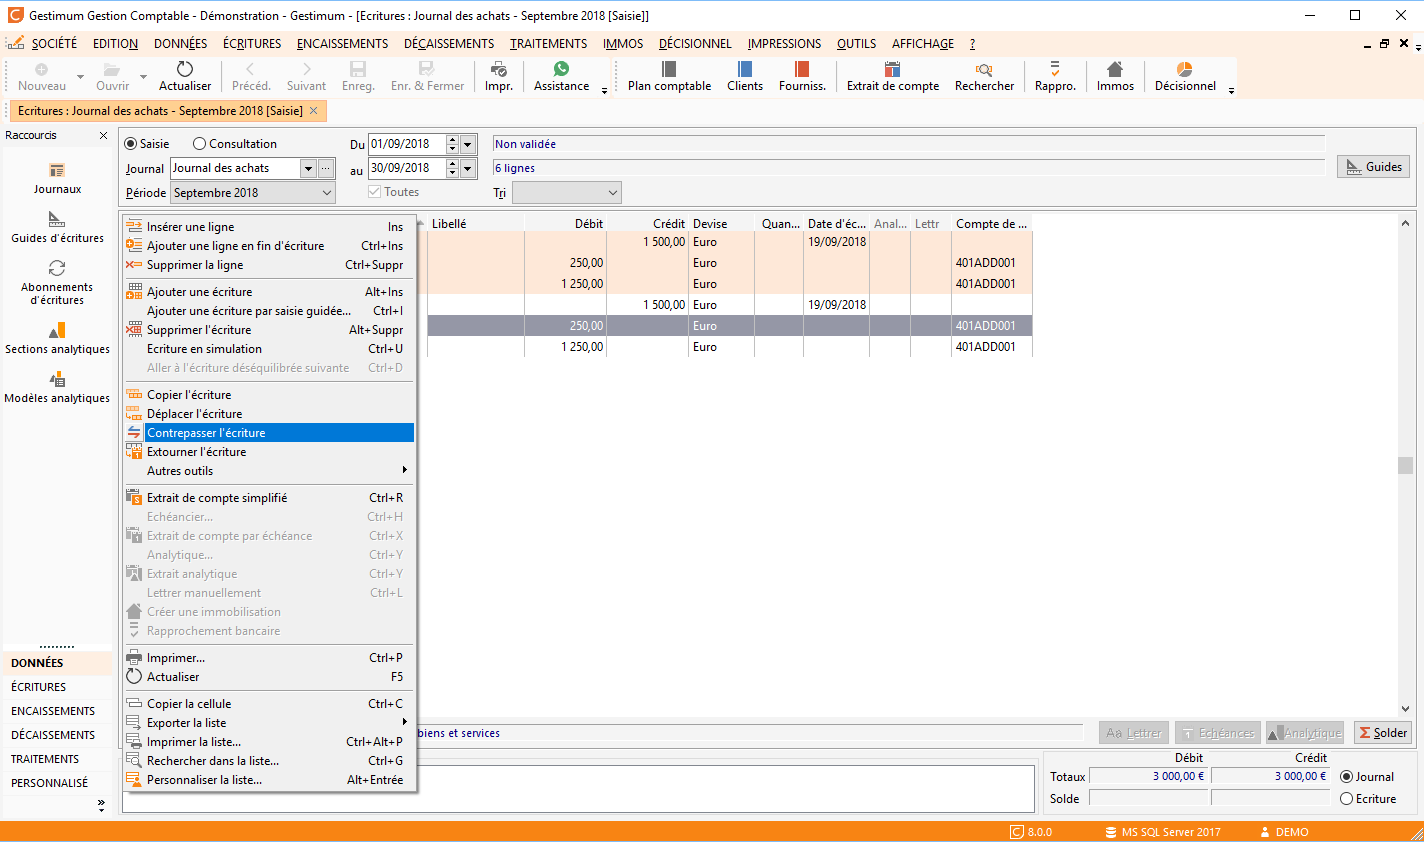 Gestimum Gestion Comptable - Démonstration - Gestimum - [Ecritures : Journal des achats - Septembre 2018 [Saisie]]
SOCIÉTÉ EDITION DONNÉES ÉCRITURES ENCAISSEMENTS DÉCAISSEMENTS TRAITEMENTS IMMOS DÉCISIONNEL IMPRESSIONS OUTILS AFFICHAGE ?
Nouveau Ouvrir Actualiser Précéd. Suivant Enreg. Enr. & Fermer Impr. Assistance Plan comptable Clients Fourniss. Extrait de compte Rechercher Rappro. Immos Décisionnel
Ecritures : Journal des achats - Septembre 2018 [Saisie]
Raccourcis
Journaux
Guides d'écritures
Abonnements
d'écritures
Sections analytiques
Modèles analytiques
DONNÉES
ÉCRITURES
ENCAISSEMENTS
DÉCAISSEMENTS
TRAITEMENTS
PERSONNALISÉ
Saisie Consultation Du 01/09/2018 Non validée
Journal Journal des achats ... au 30/09/2018 6 lignes Guides
Période Septembre 2018 Toutes Tri
Libellé Débit Crédit Devise Quan... Date d'éc... Anal... Lettr Compte de ...
1 500,00 Euro 19/09/2018
250,00 Euro 401ADD001
1 250,00 Euro 401ADD001
1 500,00 Euro 19/09/2018
250,00 Euro 401ADD001
1 250,00 Euro 401ADD001
Insérer une ligne Ins
Ajouter une ligne en fin d'écriture Ctrl+Ins
Supprimer la ligne Ctrl+Suppr
Ajouter une écriture Alt+Ins
Ajouter une écriture par saisie guidée... Ctrl+I
Supprimer l'écriture Alt+Suppr
Ecriture en simulation Ctrl+U
Aller à l'écriture déséquilibrée suivante Ctrl+D
Copier l'écriture
Déplacer l'écriture
Contrepasser l'écriture
Extourner l'écriture
Autres outils
Extrait de compte simplifié Ctrl+R
Echéancier... Ctrl+H
Extrait de compte par échéance Ctrl+X
Analytique... Ctrl+Y
Extrait analytique Ctrl+Y
Lettrer manuellement Ctrl+L
Créer une immobilisation
Rapprochement bancaire
Imprimer... Ctrl+P
Actualiser F5
Copier la cellule Ctrl+C
Exporter la liste
Imprimer la liste... Ctrl+Alt+P
Rechercher dans la liste... Ctrl+G
Personnaliser la liste... Alt+Entrée
biens et services
Aa Lettrer Echéances Analytique Σ Solder
Débit Crédit
Totaux 3 000,00 € 3 000,00 € Journal
Solde Ecriture
8.0.0 MS SQL Server 2017 DEMO